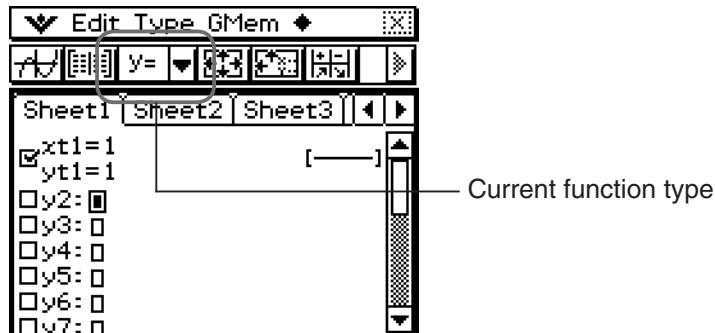 Edit Type GMem
y=
Sheet1 Sheet2 Sheet3
xt1=1
yt1=1
[——]
Current function type
y2:
y3:
y4:
y5:
y6:
y7: